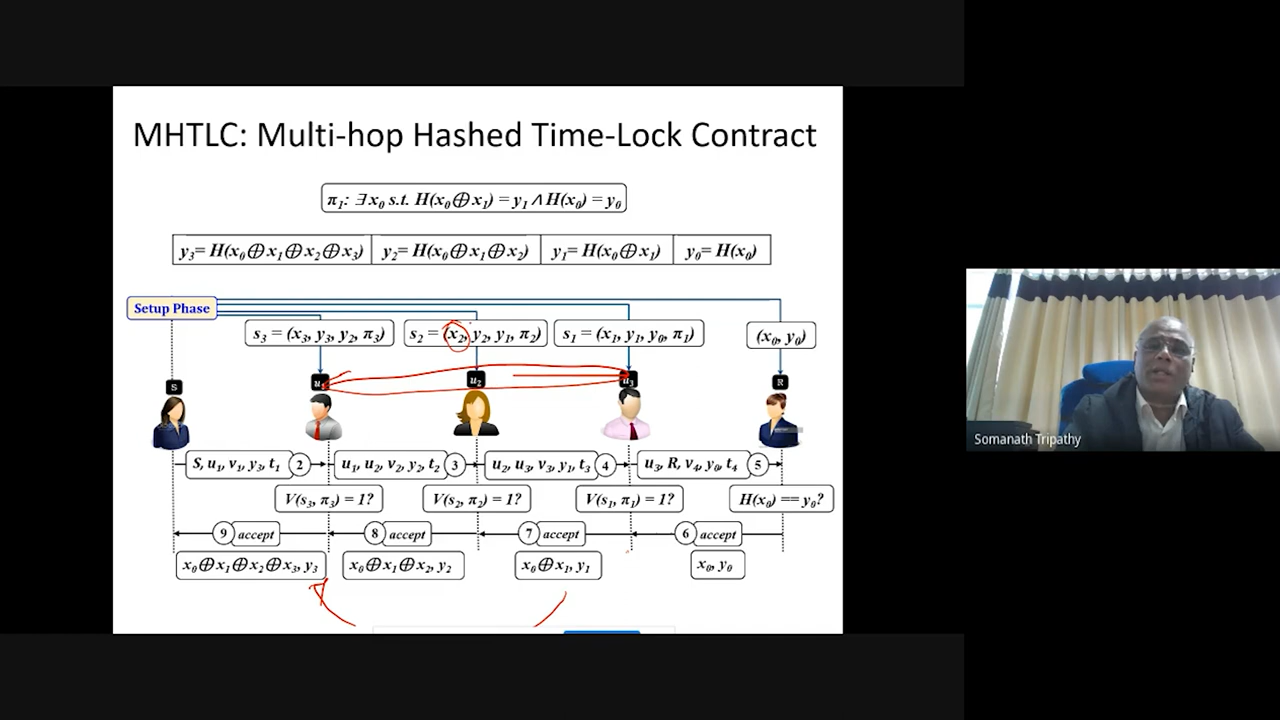 MHTLC: Multi-hop Hashed Time-Lock Contract
π₁: ∃ x₀ s.t. H(x₀⊕x₁) = y₁ ∧ H(x₀) = y₀
y₃= H(x₀⊕x₁⊕x₂⊕x₃) y₂= H(x₀⊕x₁⊕x₂) y₁= H(x₀⊕x₁) y₀= H(x₀)
Setup Phase
s₃ = (x₃, y₃, y₂, π₃) s₂ = (x₂, y₂, y₁, π₂) s₁ = (x₁, y₁, y₀, π₁) (x₀, y₀)
S u u₂ u₃ R
S, u₁, v₁, y₃, t₁ 2 u₁, u₂, v₂, y₂, t₂ 3 u₂, u₃, v₃, y₁, t₃ 4 u₃, R, v₄, y₀, t₄ 5
V(s₃, π₃) = 1? V(s₂, π₂) = 1? V(s₁, π₁) = 1? H(x₀) == y₀?
9 accept 8 accept 7 accept 6 accept
x₀⊕x₁⊕x₂⊕x₃, y₃ x₀⊕x₁⊕x₂, y₂ x₀⊕x₁, y₁ x₀, y₀
Somanath Tripathy